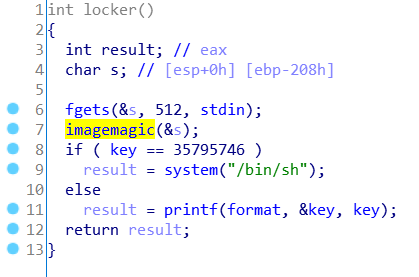 1 int locker()
2 {
3 int result; // eax
4 char s; // [esp+0h] [ebp-208h]
5
6 fgets(&s, 512, stdin);
7 imagemagic(&s);
8 if ( key == 35795746 )
9 result = system("/bin/sh");
10 else
11 result = printf(format, &key, key);
12 return result;
13 }